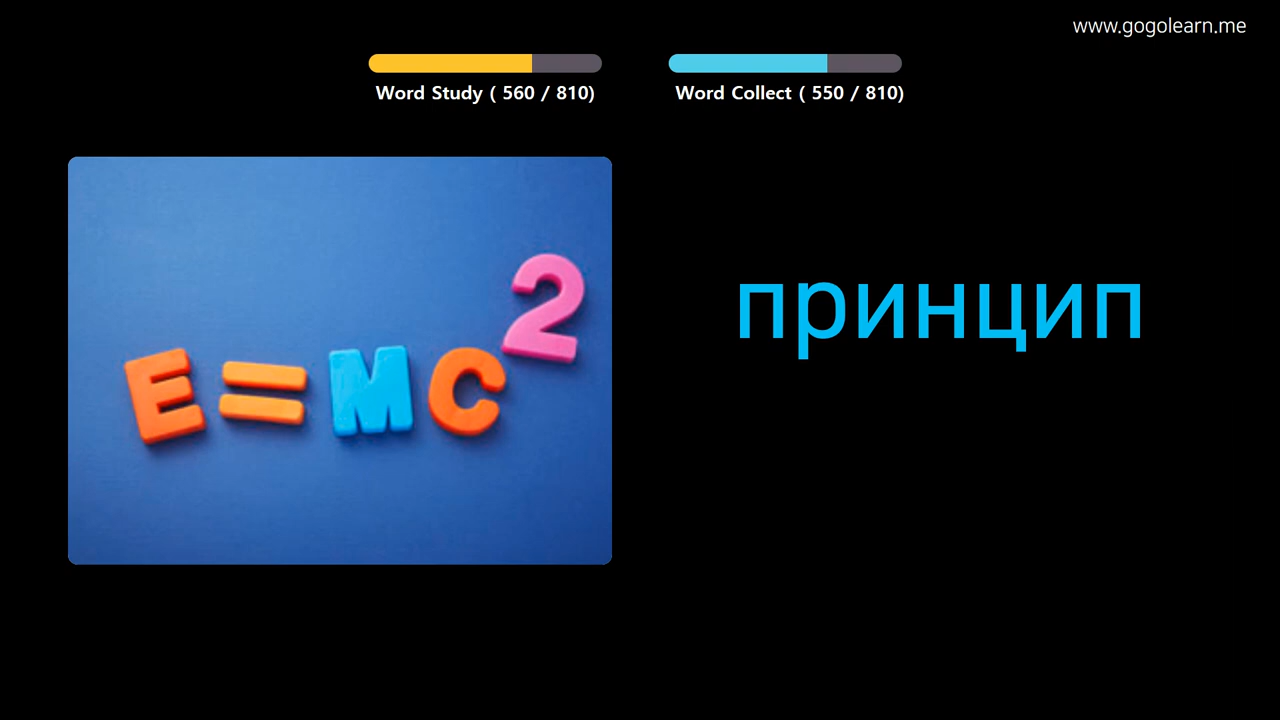 www.gogolearn.me
Word Study ( 560 / 810)
Word Collect ( 550 / 810)
E=MC²
принцип